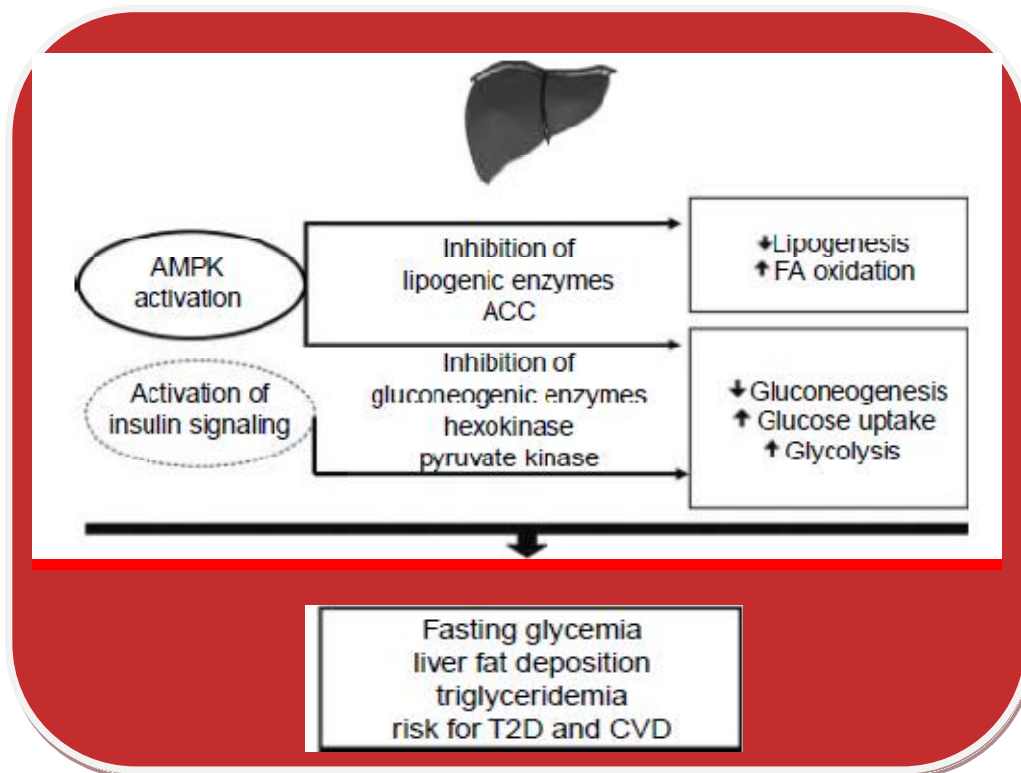 AMPK
activation
Inhibition of
lipogenic enzymes
ACC
↓Lipogenesis
↑ FA oxidation
Activation of
insulin signaling
Inhibition of
gluconeogenic enzymes
hexokinase
pyruvate kinase
↓ Gluconeogenesis
↑ Glucose uptake
↑ Glycolysis
Fasting glycemia
liver fat deposition
triglyceridemia
risk for T2D and CVD